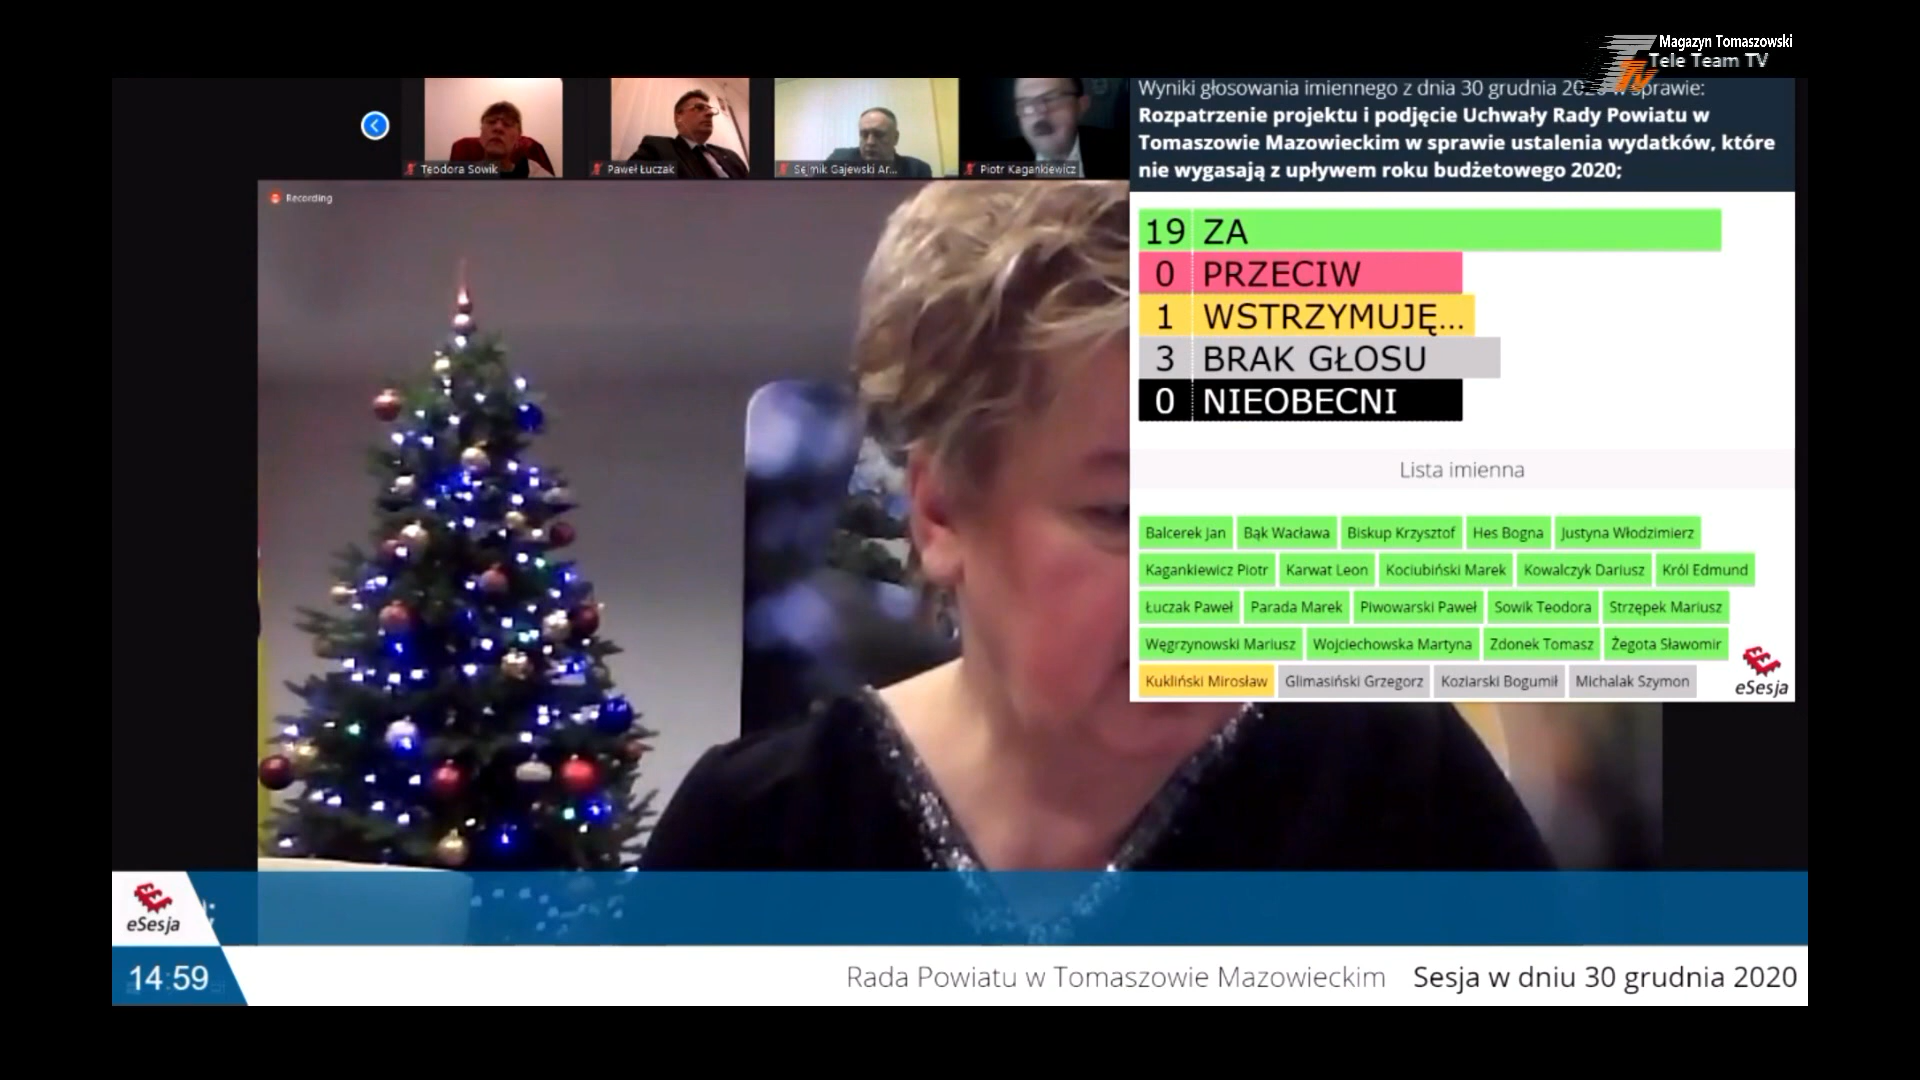 Magazyn Tomaszowski
Tele Team TV
Teodora Sowik
Paweł Łuczak
Sejmik Gajewski Ar...
Piotr Kagankiewicz
Recording
Wyniki głosowania imiennego z dnia 30 grudnia sprawie:
Rozpatrzenie projektu i podjęcie Uchwały Rady Powiatu w
Tomaszowie Mazowieckim w sprawie ustalenia wydatków, które
nie wygasają z upływem roku budżetowego 2020;
19 ZA
0 PRZECIW
1 WSTRZYMUJĘ...
3 BRAK GŁOSU
0 NIEOBECNI
Lista imienna
Balcerek Jan Bąk Wacława Biskup Krzysztof Hes Bogna Justyna Włodzimierz
Kagankiewicz Piotr Karwat Leon Kociubiński Marek Kowalczyk Dariusz Król Edmund
Łuczak Paweł Parada Marek Piwowarski Paweł Sowik Teodora Strzępek Mariusz
Węgrzynowski Mariusz Wojciechowska Martyna Zdonek Tomasz Żegota Sławomir
Kukliński Mirosław Glimasiński Grzegorz Koziarski Bogumił Michalak Szymon
eSesja
eSesja
14:59
Rada Powiatu w Tomaszowie Mazowieckim Sesja w dniu 30 grudnia 2020